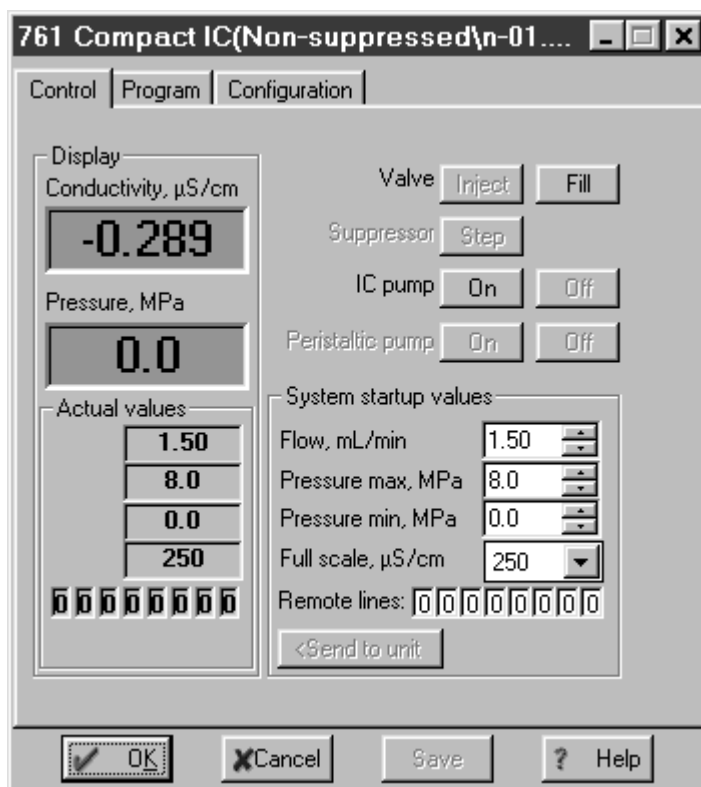 761 Compact IC(Non-suppressed\n-01....
Control Program Configuration
Display
Conductivity, µS/cm
-0.289
Pressure, MPa
0.0
Actual values
1.50
8.0
0.0
250
0 0 0 0 0 0 0 0
Valve Inject Fill
Suppressor Step
IC pump On Off
Peristaltic pump On Off
System startup values
Flow, mL/min 1.50
Pressure max, MPa 8.0
Pressure min, MPa 0.0
Full scale, µS/cm 250
Remote lines: 0 0 0 0 0 0 0 0
<Send to unit
OK Cancel Save ? Help